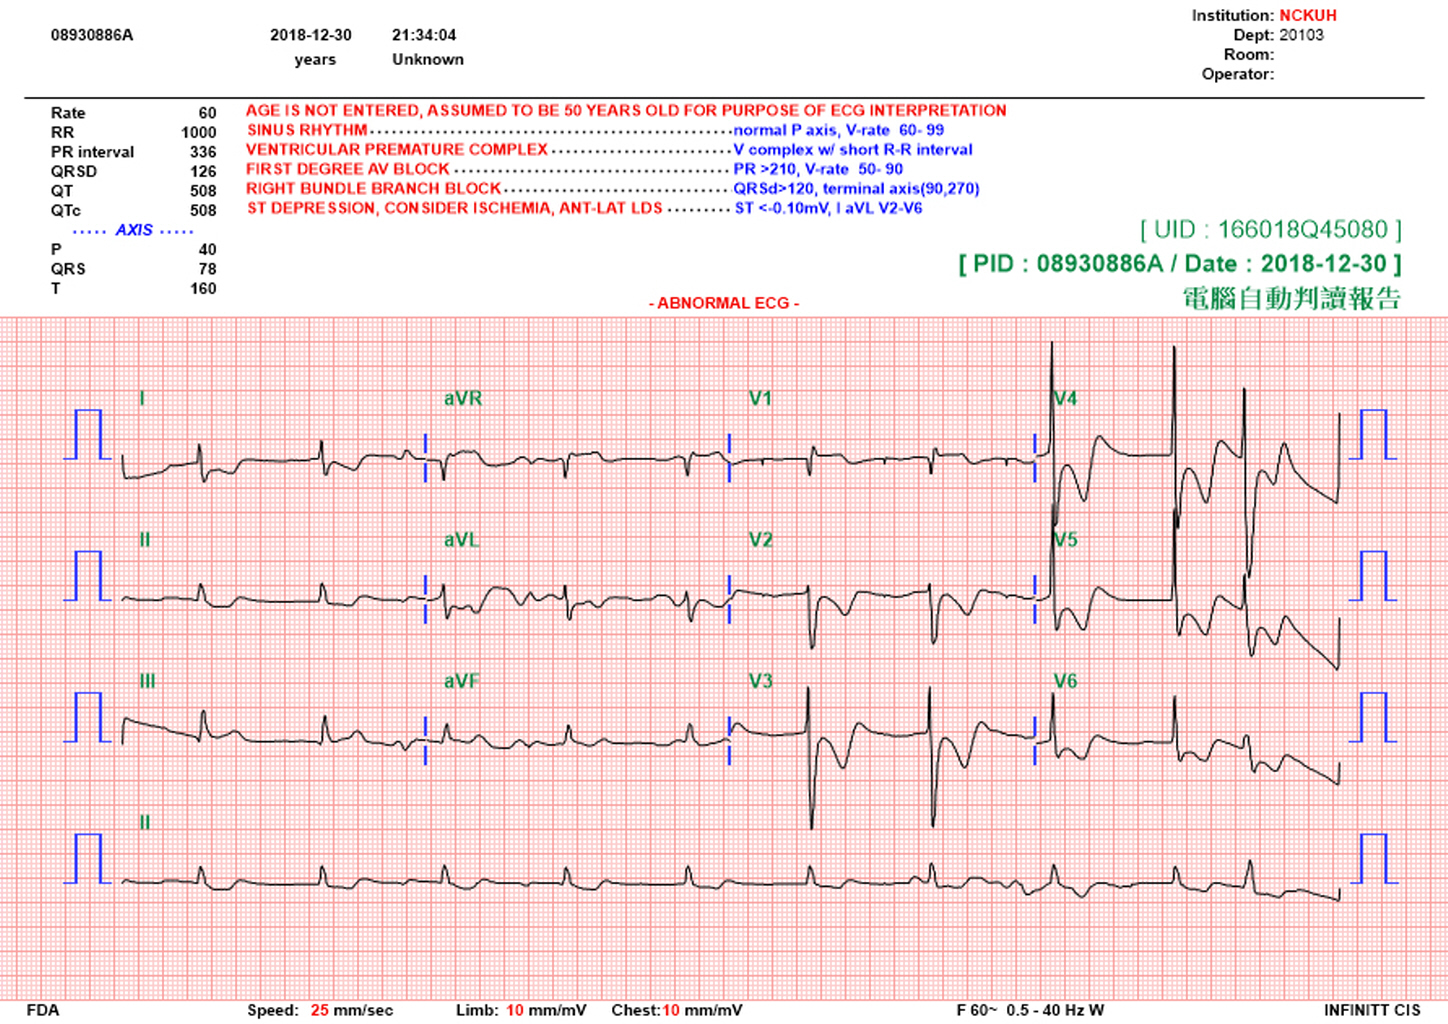 Institution: NCKUH
08930886A 2018-12-30 21:34:04 Dept: 20103
years Unknown Room:
Operator:
Rate 60 AGE IS NOT ENTERED, ASSUMED TO BE 50 YEARS OLD FOR PURPOSE OF ECG INTERPRETATION
RR 1000 SINUS RHYTHM normal P axis, V-rate 60- 99
PR interval 336 VENTRICULAR PREMATURE COMPLEX V complex w/ short R-R interval
QRSD 126 FIRST DEGREE AV BLOCK PR >210, V-rate 50- 90
QT 508 RIGHT BUNDLE BRANCH BLOCK QRSd>120, terminal axis(90,270)
QTc 508 ST DEPRESSION, CONSIDER ISCHEMIA, ANT-LAT LDS ST <-0.10mV, I aVL V2-V6
AXIS
[ UID : 166018Q45080 ]
P 40
QRS 78
[ PID : 08930886A / Date : 2018-12-30 ]
T 160
電腦自動判讀報告
- ABNORMAL ECG -
I aVR V1 V4
II aVL V2 V5
III aVF V3 V6
II
FDA Speed: 25 mm/sec Limb: 10 mm/mV Chest:10 mm/mV F 60~ 0.5 - 40 Hz W INFINITT CIS